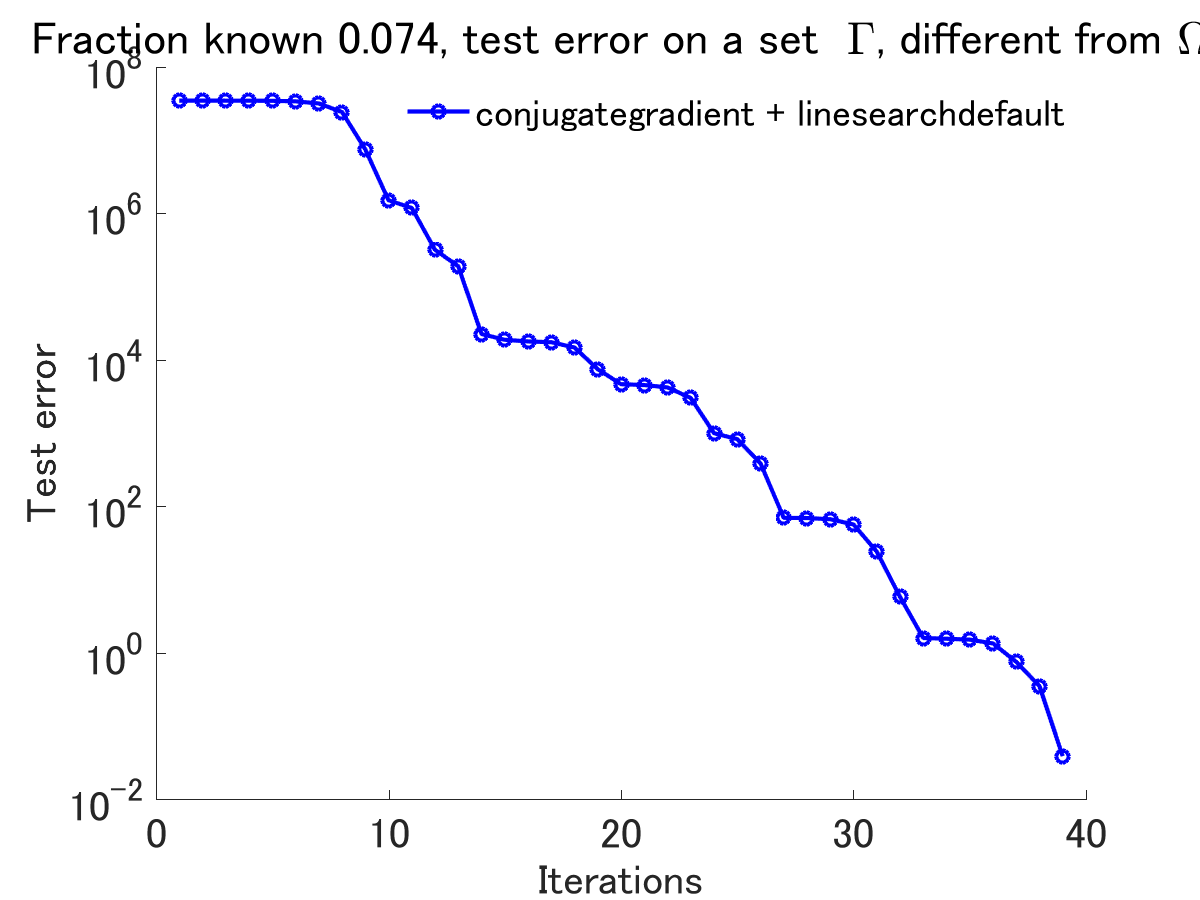 Fraction known 0.074, test error on a set Γ, different from Ω
10^8
conjugategradient + linesearchdefault
10^6
10^4
10^2
10^0
10^−2
Test error
0 10 20 30 40
Iterations